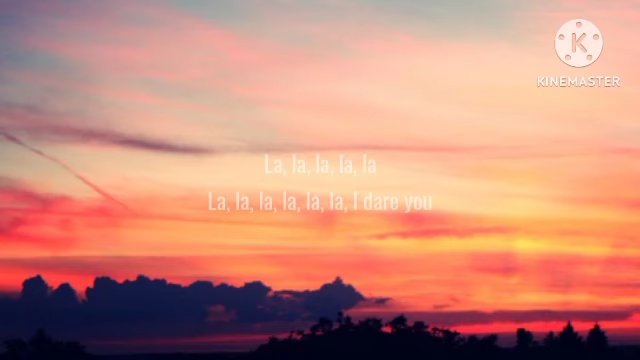 K
KINEMASTER
La, la, la, la, la
La, la, la, la, la, la, I dare you